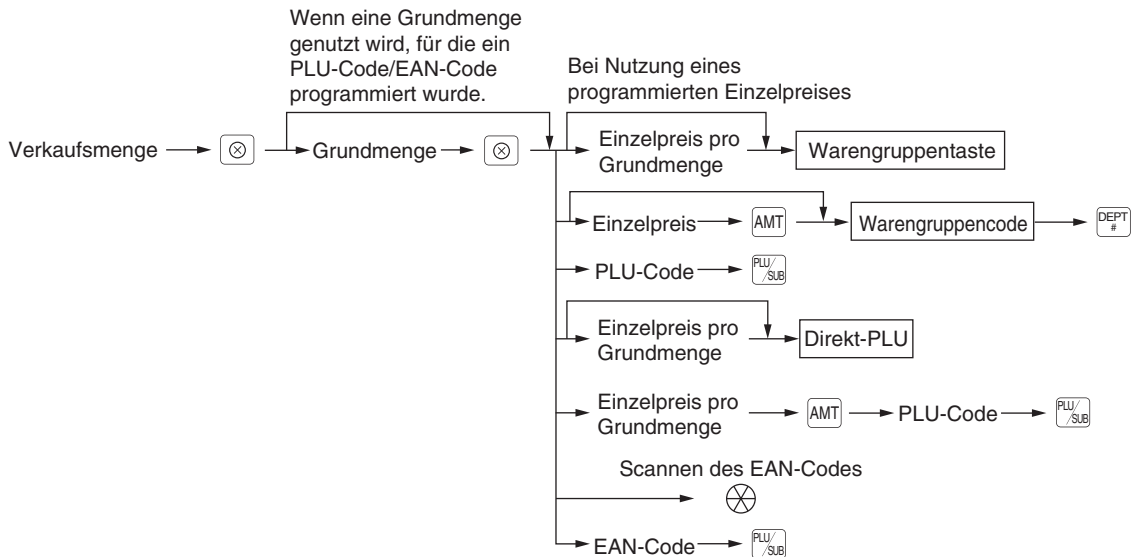 Wenn eine Grundmenge
genutzt wird, für die ein
PLU-Code/EAN-Code
programmiert wurde.
Bei Nutzung eines
programmierten Einzelpreises
Verkaufsmenge ⊗ Grundmenge ⊗ Einzelpreis pro
Grundmenge
Warengruppentaste
Einzelpreis AMT Warengruppencode DEPT
#
PLU-Code PLU/
SUB
Einzelpreis pro
Grundmenge
Direkt-PLU
Einzelpreis pro
Grundmenge
AMT PLU-Code PLU/
SUB
Scannen des EAN-Codes
EAN-Code PLU/
SUB